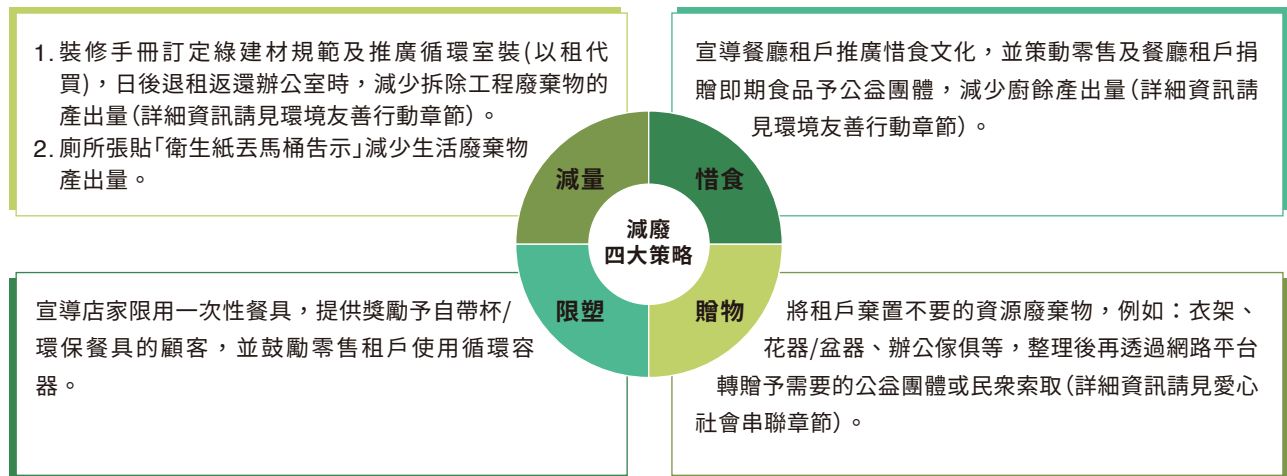 1. 裝修手冊訂定綠建材規範及推廣循環室裝(以租代
買)，日後退租返還辦公室時，減少拆除工程廢棄物的
產出量(詳細資訊請見環境友善行動章節)。
2. 廁所張貼「衛生紙丟馬桶告示」減少生活廢棄物
產出量。
宣導餐廳租戶推廣惜食文化，並策動零售及餐廳租戶捐
贈即期食品予公益團體，減少廚餘產出量(詳細資訊請
見環境友善行動章節)。
減量
惜食
減廢
四大策略
限塑
贈物
宣導店家限用一次性餐具，提供獎勵予自帶杯/
環保餐具的顧客，並鼓勵零售租戶使用循環容
器。
將租戶棄置不要的資源廢棄物，例如：衣架、
花器/盆器、辦公傢俱等，整理後再透過網路平台
轉贈予需要的公益團體或民眾索取(詳細資訊請見愛心
社會串聯章節)。